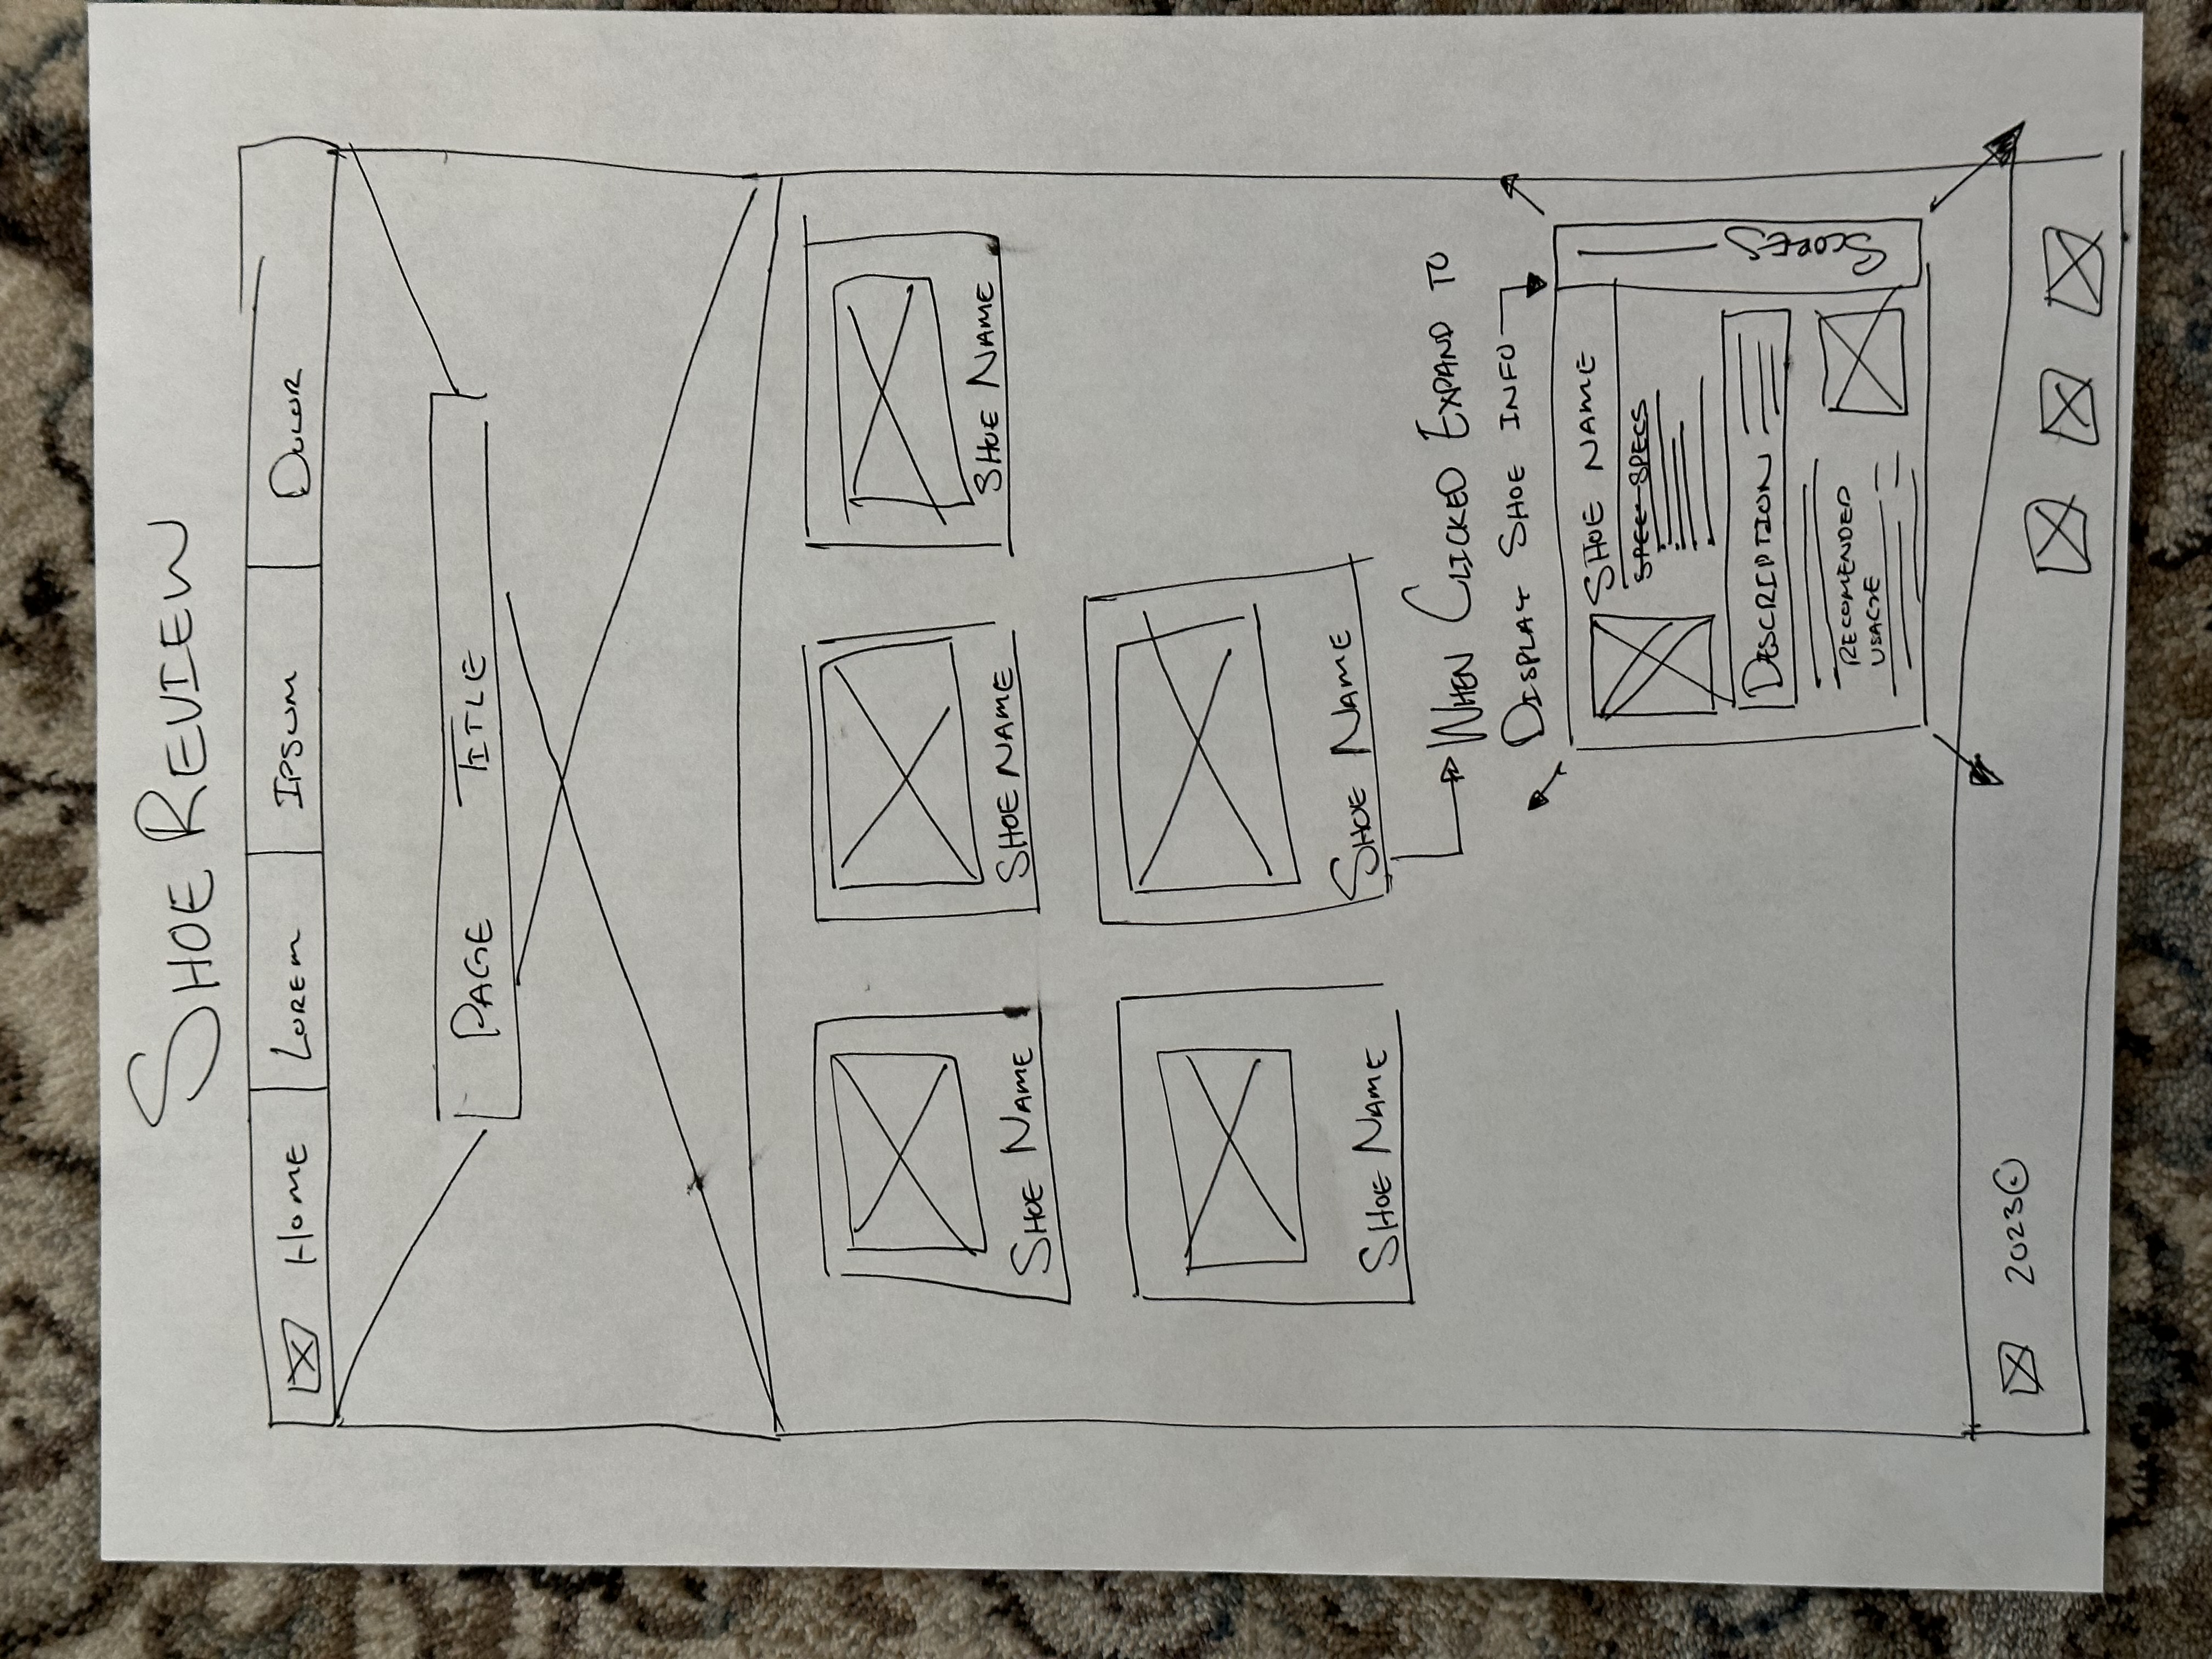 SHOE REVIEW
HOME LOREM IPSUM DOLOR
PAGE TITLE
SHOE NAME SHOE NAME SHOE NAME
SHOE NAME SHOE NAME
WHEN CLICKED EXPAND TO
DISPLAY SHOE INFO
SHOE NAME
SPEC SPECS
DESCRIPTION
RECOMENDED
USAGE
SCORES
2023©